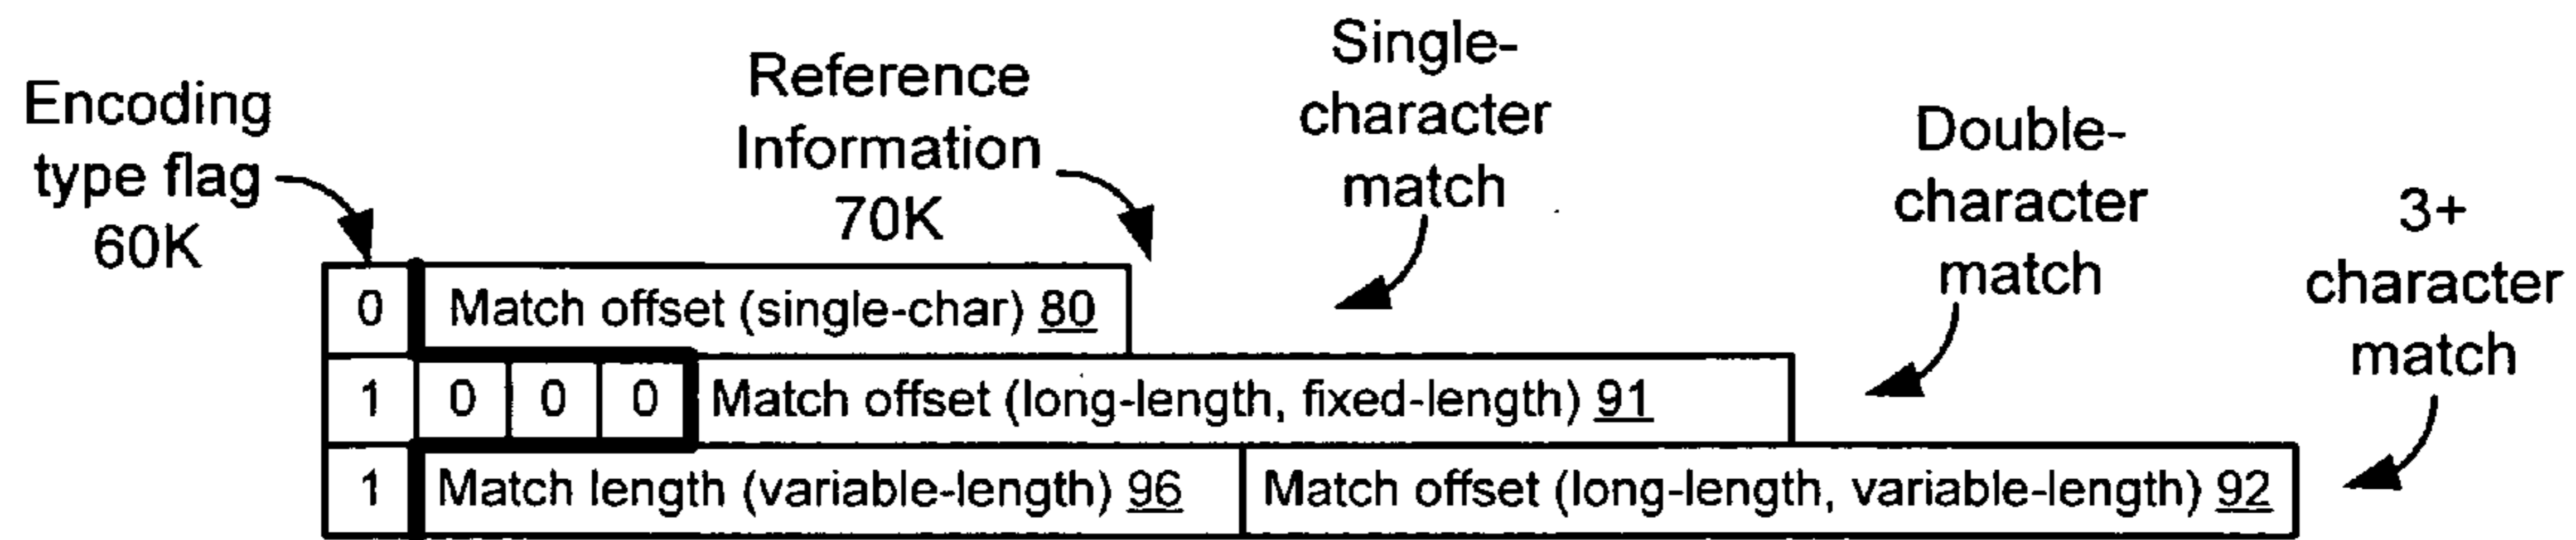 Encoding
type flag
60K
Reference
Information
70K
Single-
character
match
Double-
character
match
3+
character
match
0 Match offset (single-char) 80
1 0 0 0 Match offset (long-length, fixed-length) 91
1 Match length (variable-length) 96 Match offset (long-length, variable-length) 92